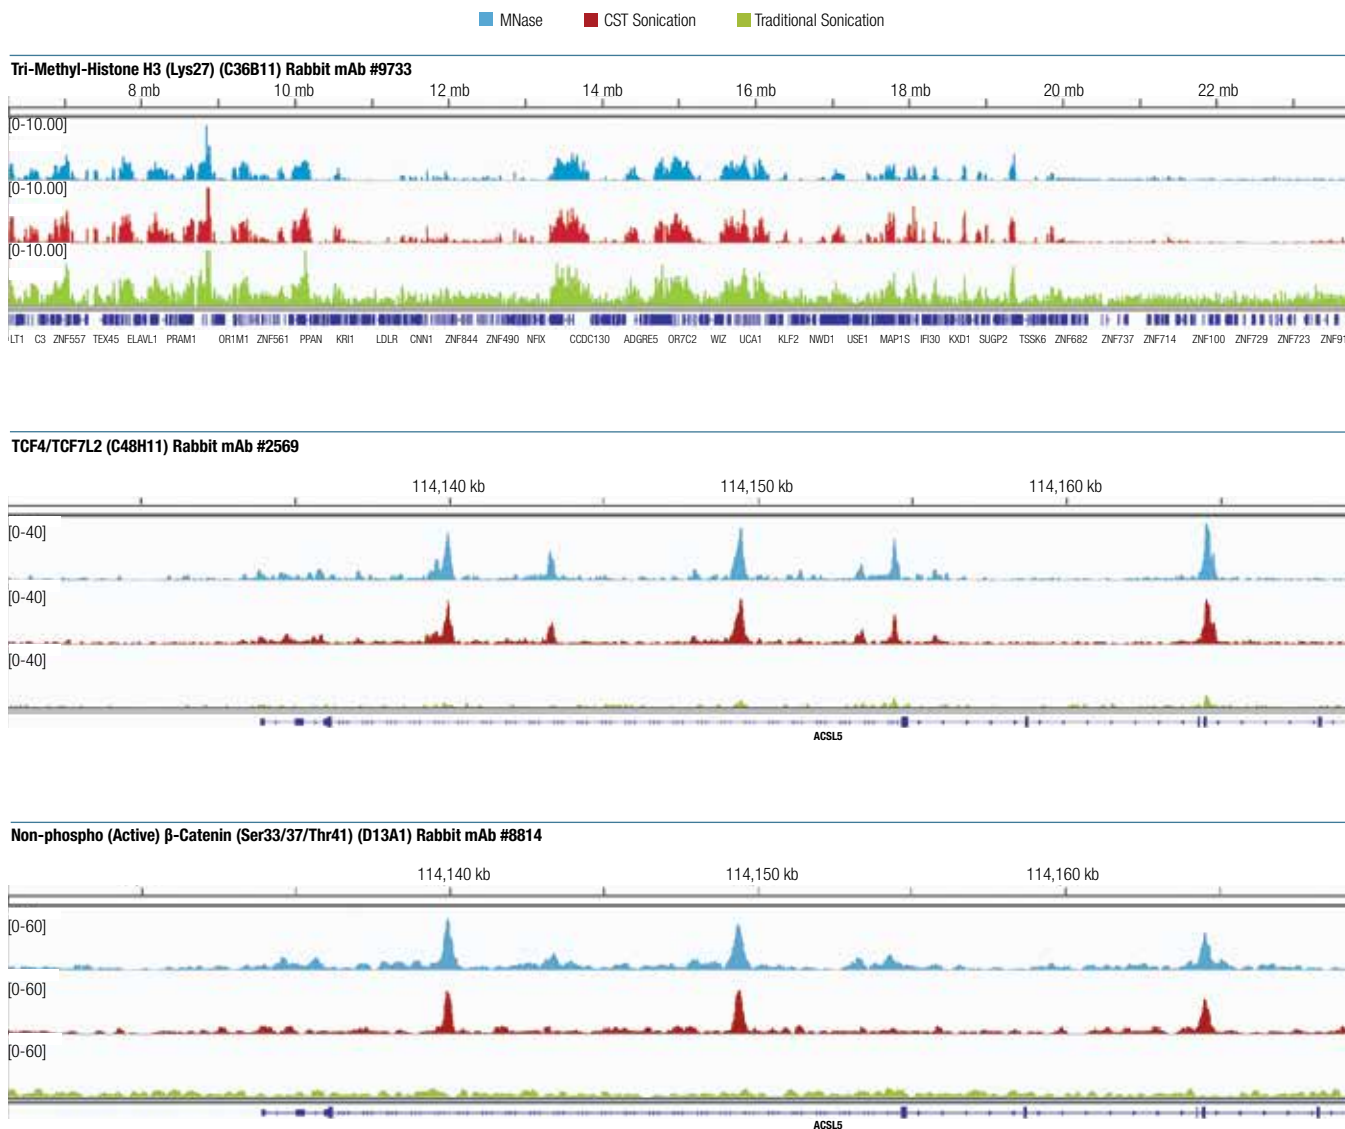 MNase CST Sonication Traditional Sonication
Tri-Methyl-Histone H3 (Lys27) (C36B11) Rabbit mAb #9733
8 mb 10 mb 12 mb 14 mb 16 mb 18 mb 20 mb 22 mb
[0-10.00]
[0-10.00]
[0-10.00]
LT1 C3 ZNF557 TEX45 ELAVL1 PRAM1 OR1M1 ZNF561 PPAN KRI1 LDLR CNN1 ZNF844 ZNF490 NFIX CCDC130 ADGRE5 OR7C2 WIZ UCA1 KLF2 NWD1 USE1 MAP1S IFI30 KXD1 SUGP2 TSSK6 ZNF682 ZNF737 ZNF714 ZNF100 ZNF729 ZNF723 ZNF91
TCF4/TCF7L2 (C48H11) Rabbit mAb #2569
114,140 kb 114,150 kb 114,160 kb
[0-40]
[0-40]
[0-40]
ACSL5
Non-phospho (Active) β-Catenin (Ser33/37/Thr41) (D13A1) Rabbit mAb #8814
114,140 kb 114,150 kb 114,160 kb
[0-60]
[0-60]
[0-60]
ACSL5